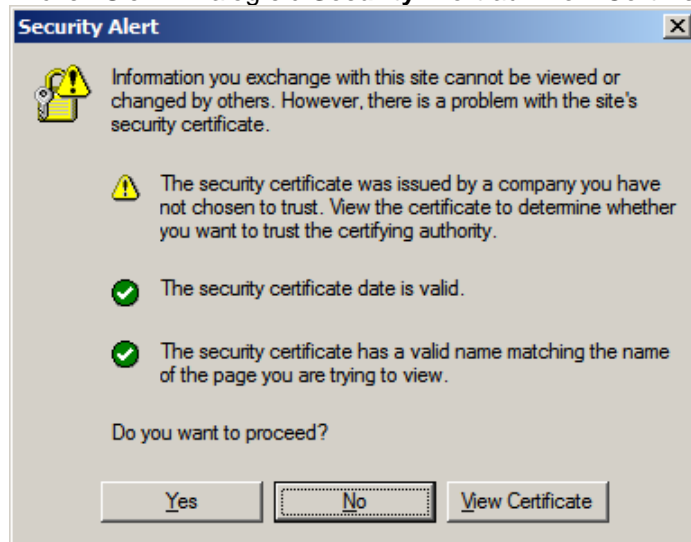 Security Alert
Information you exchange with this site cannot be viewed or
changed by others. However, there is a problem with the site's
security certificate.
The security certificate was issued by a company you have
not chosen to trust. View the certificate to determine whether
you want to trust the certifying authority.
The security certificate date is valid.
The security certificate has a valid name matching the name
of the page you are trying to view.
Do you want to proceed?
Yes No View Certificate